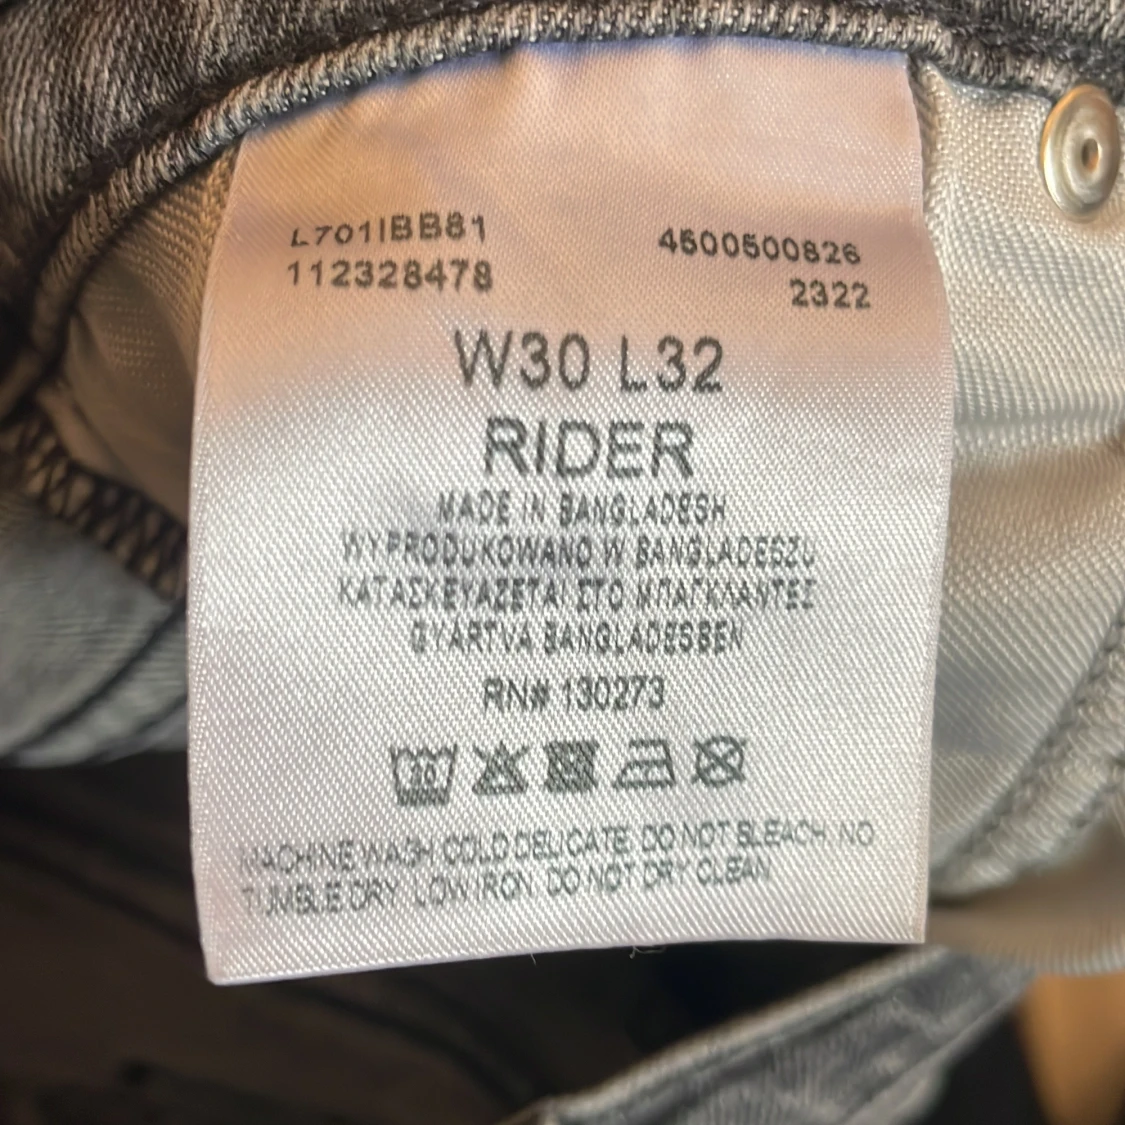 L701IBB81
112328478
4500500826
2322
W30 L32
RIDER
MADE IN BANGLADESH
WYPRODUKOWANO W BANGLADESZU
ΚΑΤΑΣΚΕΥΑΖΕΤΑΙ ΣΤΟ ΜΠΑΓΚΛΑΝΤΕΣ
GYÁRTVA BANGLADESBEN
RN# 130273
30
MACHINE WASH COLD DELICATE DO NOT BLEACH NO
TUMBLE DRY LOW IRON DO NOT DRY CLEAN